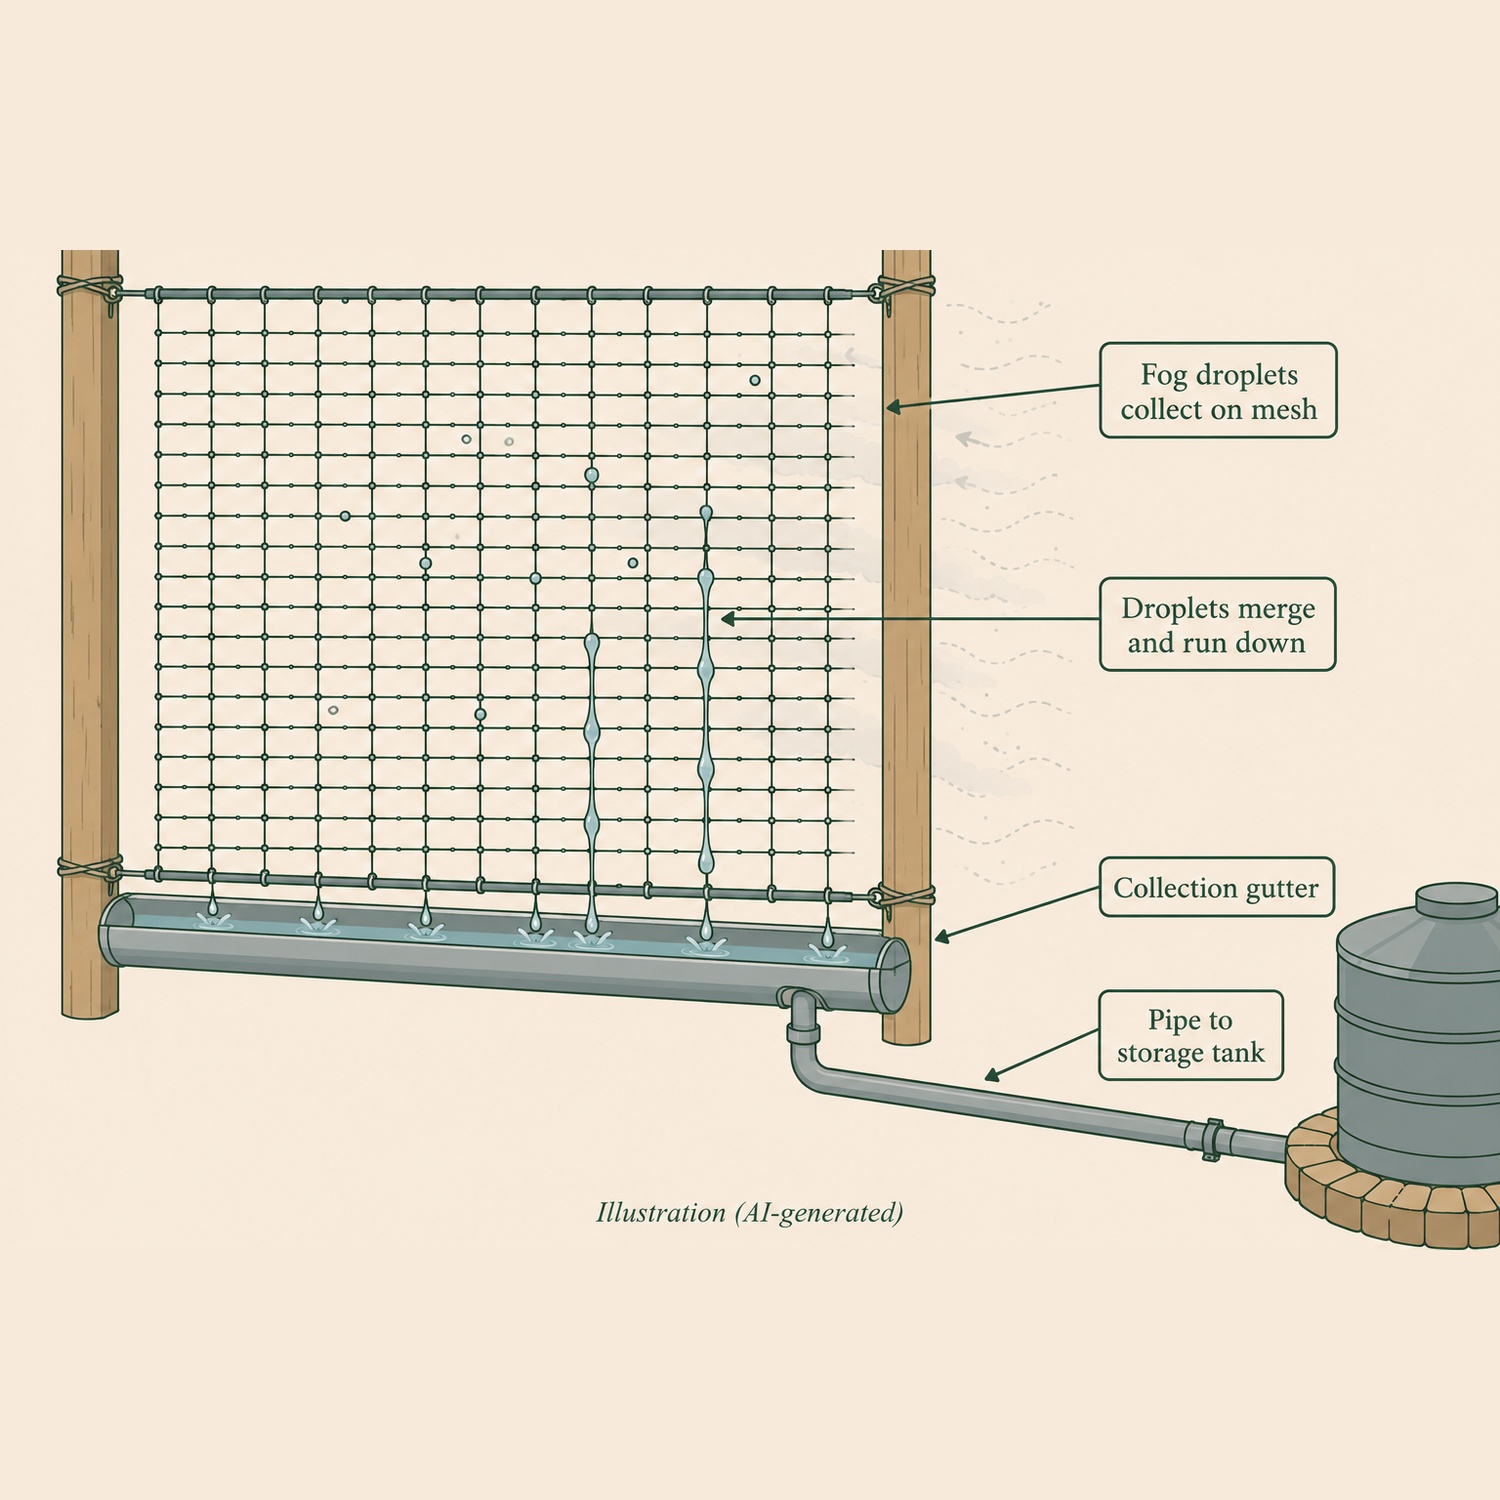 Fog droplets
collect on mesh
Droplets merge
and run down
Collection gutter
Pipe to
storage tank
Illustration (AI-generated)